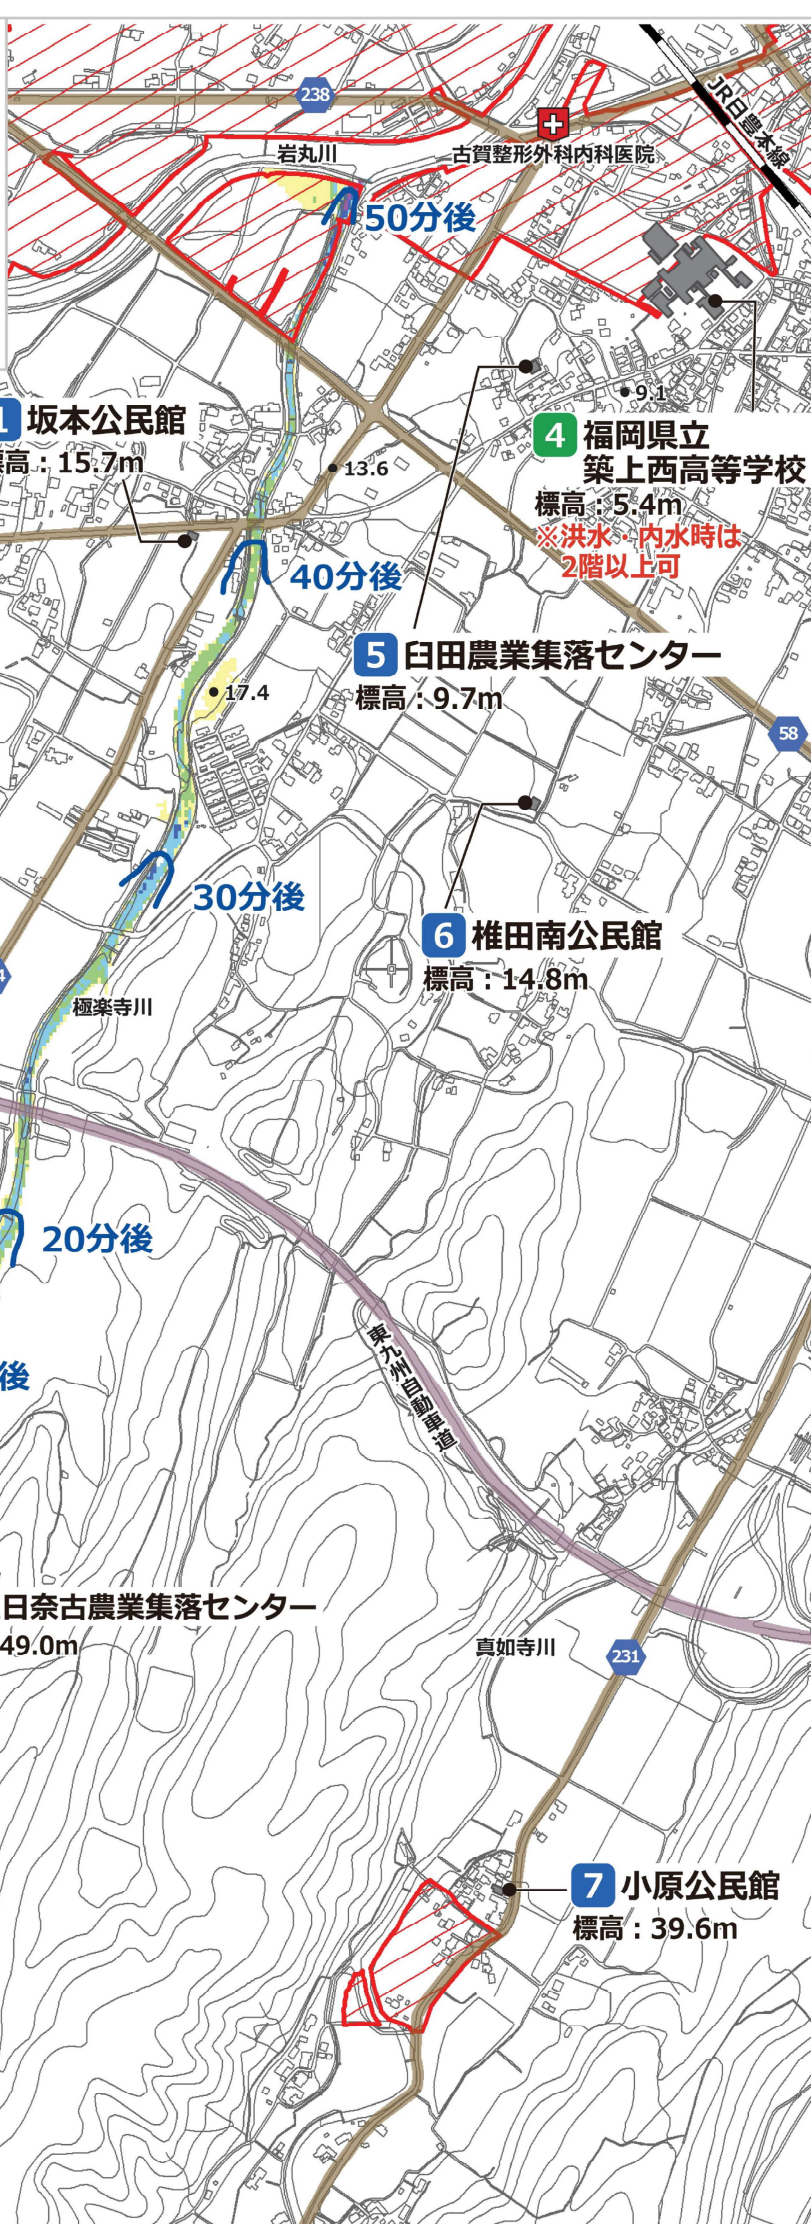 238
JR日豊本線
岩丸川
古賀整形外科内科医院
50分後
9.1
1 坂本公民館
標高：15.7m
13.6
4 福岡県立
築上西高等学校
標高：5.4m
※洪水・内水時は
2階以上可
40分後
5 臼田農業集落センター
標高：9.7m
17.4
58
30分後
6 椎田南公民館
標高：14.8m
極楽寺川
20分後
東九州自動車道
後
日奈古農業集落センター
49.0m
真如寺川
231
7 小原公民館
標高：39.6m